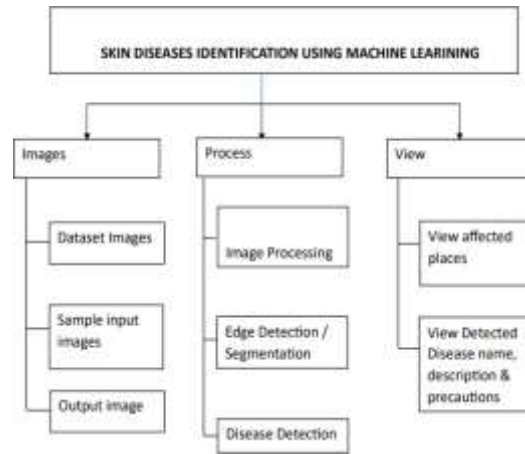 SKIN DISEASES IDENTIFICATION USING MACHINE LEARINING
Images
Process
View
Dataset Images
Sample input
images
Output image
Image Processing
Edge Detection /
Segmentation
Disease Detection
View affected
places
View Detected
Disease name,
description &
precautions